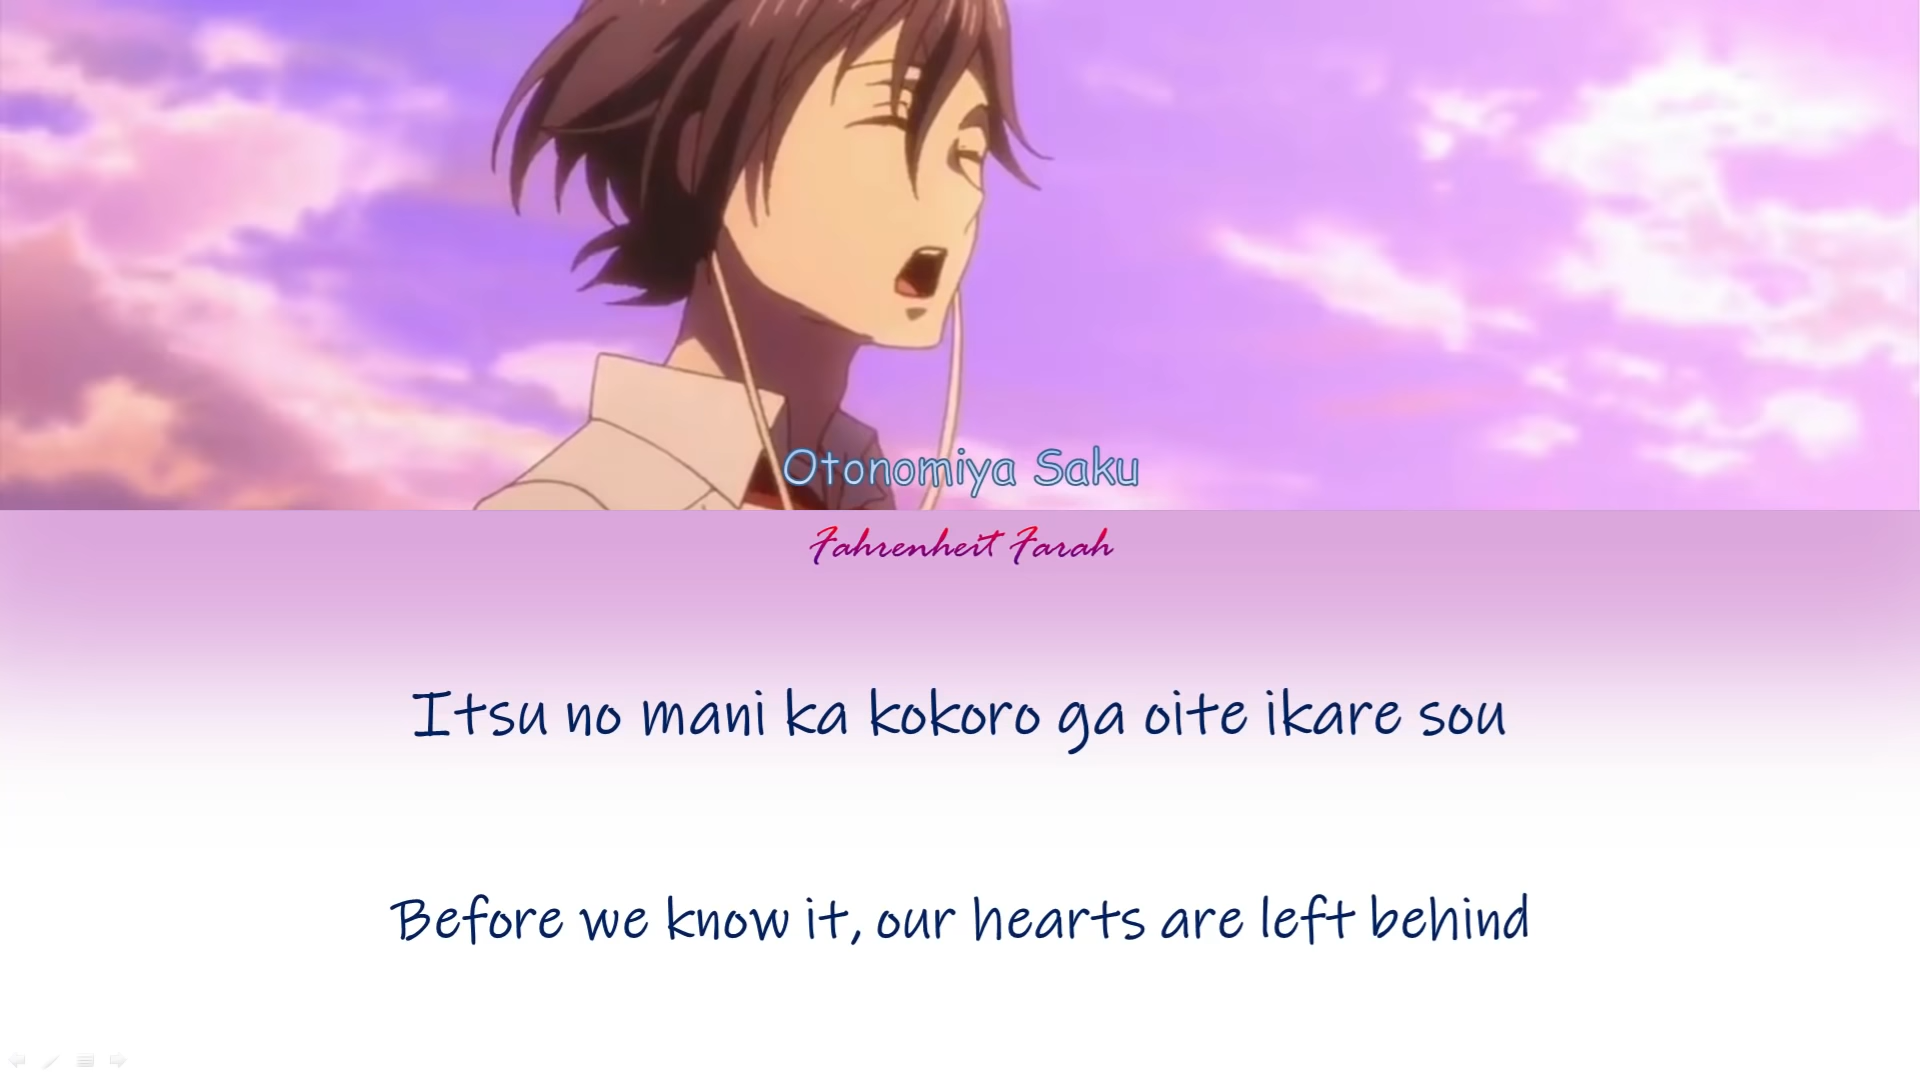 Otonomiya Saku
Fahrenheit Farah
Itsu no mani ka kokoro ga oite ikare sou
Before we know it, our hearts are left behind